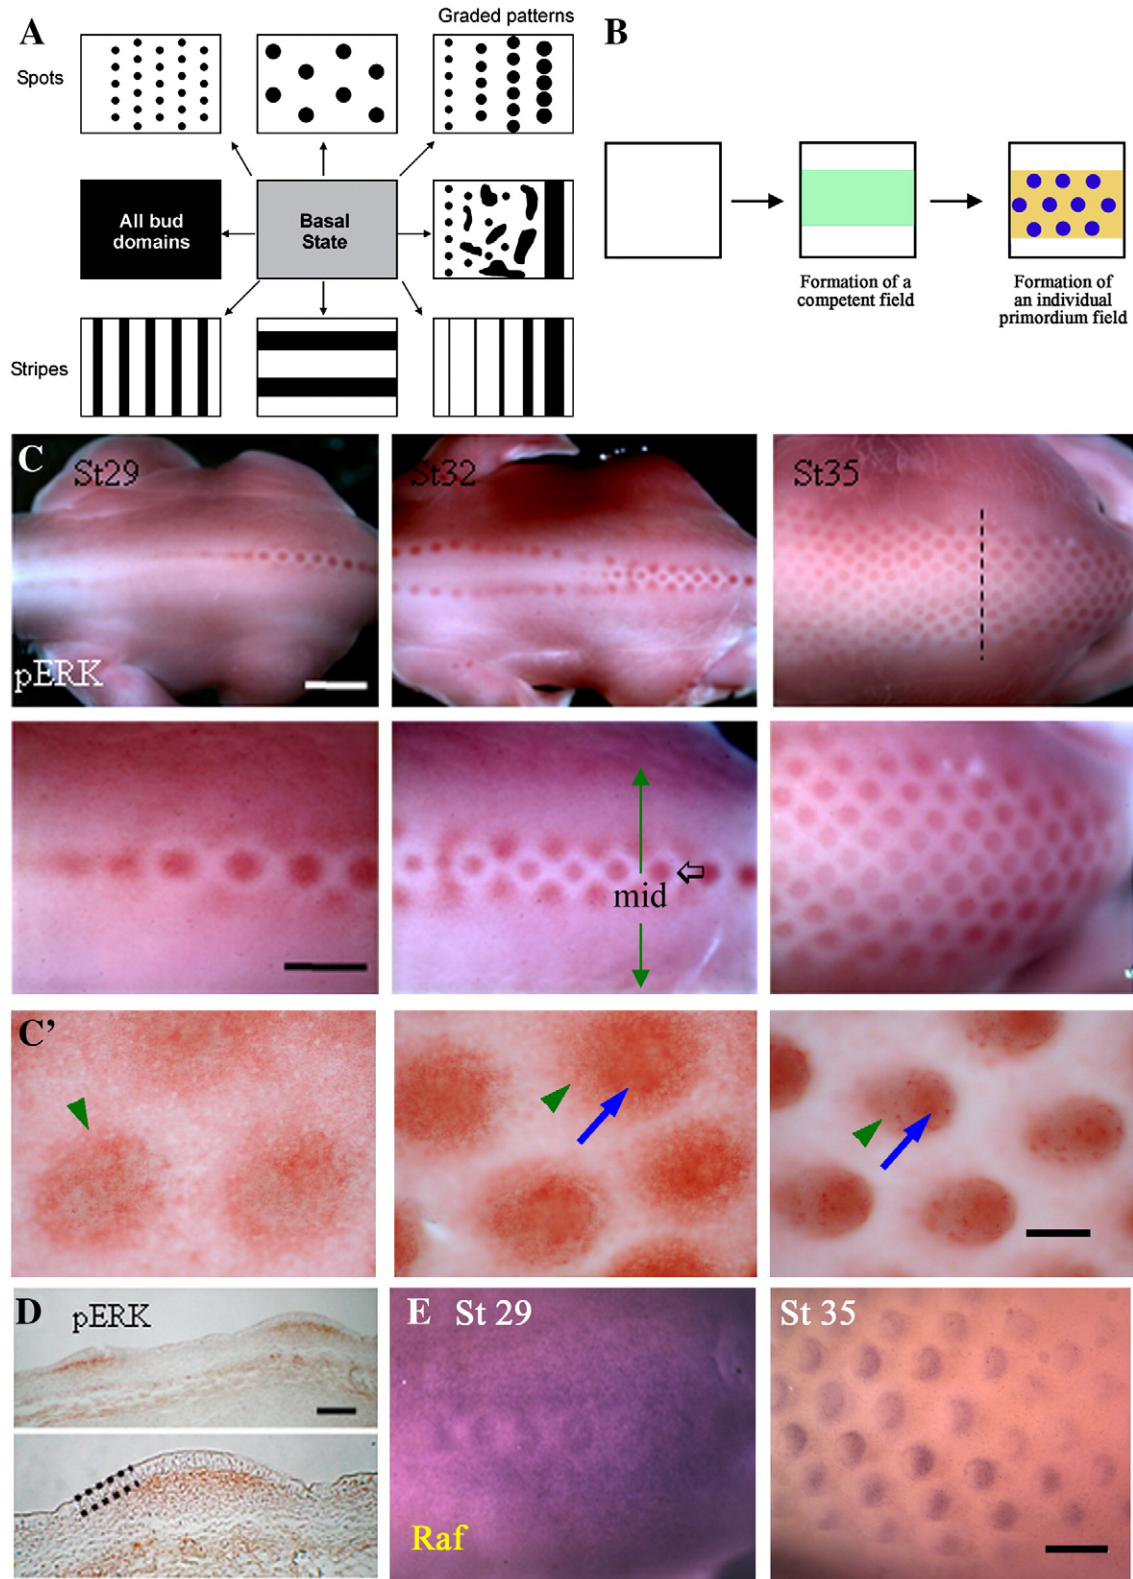 A
Graded patterns
B
Spots
All bud
domains
Basal
State
Formation of a
competent field
Formation of
an individual
primordium field
Stripes
C
St29
St32
St35
pERK
mid
C'
D
pERK
E
St 29
St 35
Raf